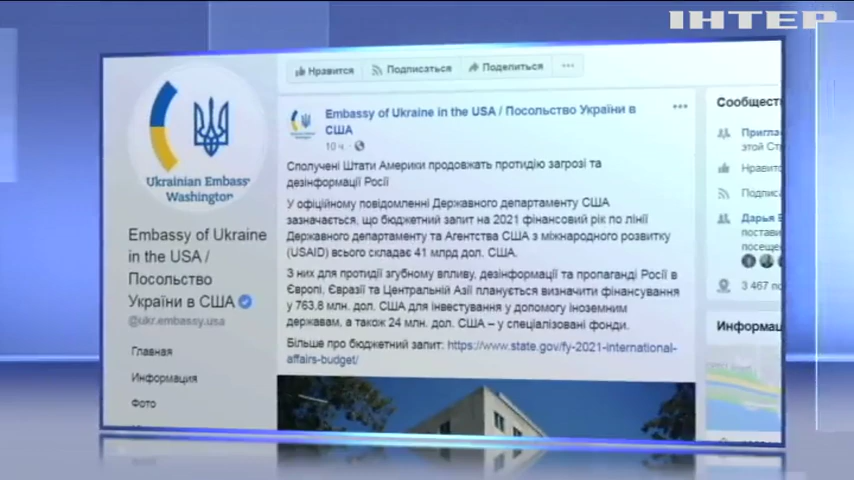 ІНТЕР
Нравится Подписаться Поделиться ...
Ukrainian Embassy
Washington
Embassy of Ukraine
in the USA /
Посольство
України в США
@ukr.embassy.usa
Главная
Информация
Фото
Embassy of Ukraine in the USA / Посольство України в
США
10 ч. ·
Сполучені Штати Америки продовжать протидію загрозі та
дезінформації Росії
У офіційному повідомленні Державного департаменту США
зазначається, що бюджетний запит на 2021 фінансовий рік по лінії
Державного департаменту та Агентства США з міжнародного розвитку
(USAID) всього складає 41 млрд дол. США.
З них для протидії згубному впливу, дезінформації та пропаганді Росії в
Європі, Євразії та Центральній Азії планується визначити фінансування
у 763,8 млн. дол. США для інвестування у допомогу іноземним
державам, а також 24 млн. дол. США – у спеціалізовані фонди.
Більше про бюджетний запит: https://www.state.gov/fy-2021-international-
affairs-budget/
Сообщест
Приглас
этой Стр
Нравится
Подписа
Дарья
постави
посещен
3 467 по
Информац